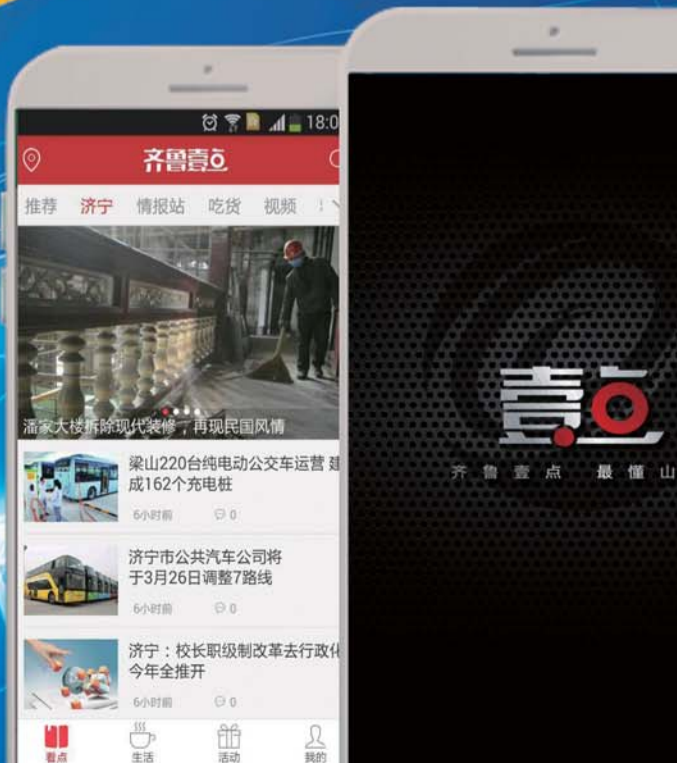 18:0
齐鲁壹点
推荐 济宁 情报站 吃货 视频
潘家大楼拆除现代装修，再现民国风情
梁山220台纯电动公交车运营 建
成162个充电桩
6小时前 0
济宁市公共汽车公司将
于3月26日调整7路线
6小时前 0
济宁：校长职级制改革去行政化
今年全推开
6小时前 0
看点 生活 活动 我的
壹点
齐鲁壹点 最懂山